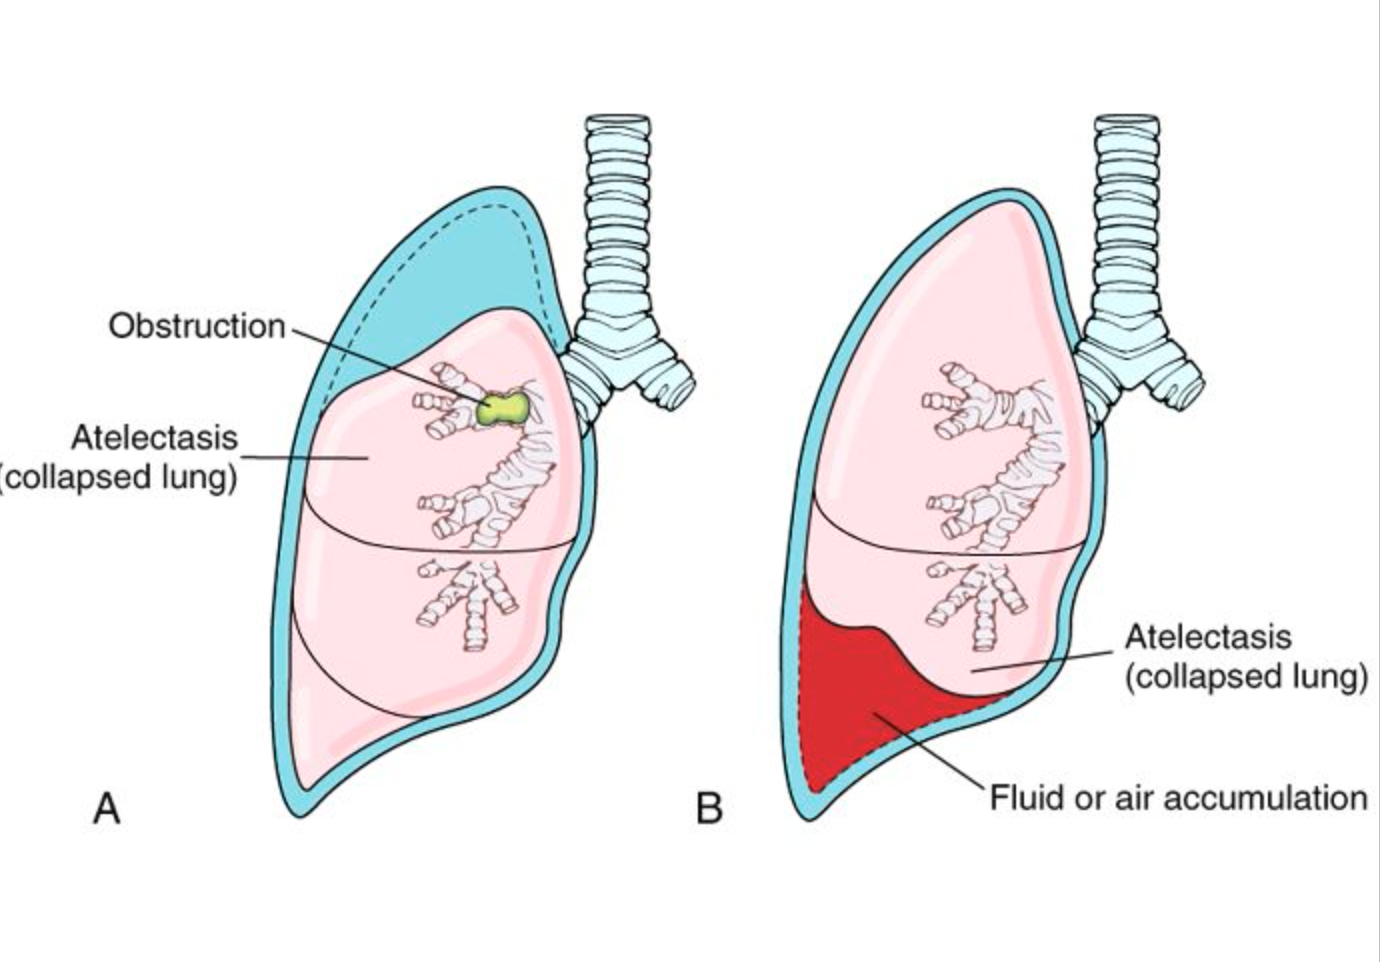 Obstruction
Atelectasis
(collapsed lung)
Atelectasis
(collapsed lung)
Fluid or air accumulation
A
B